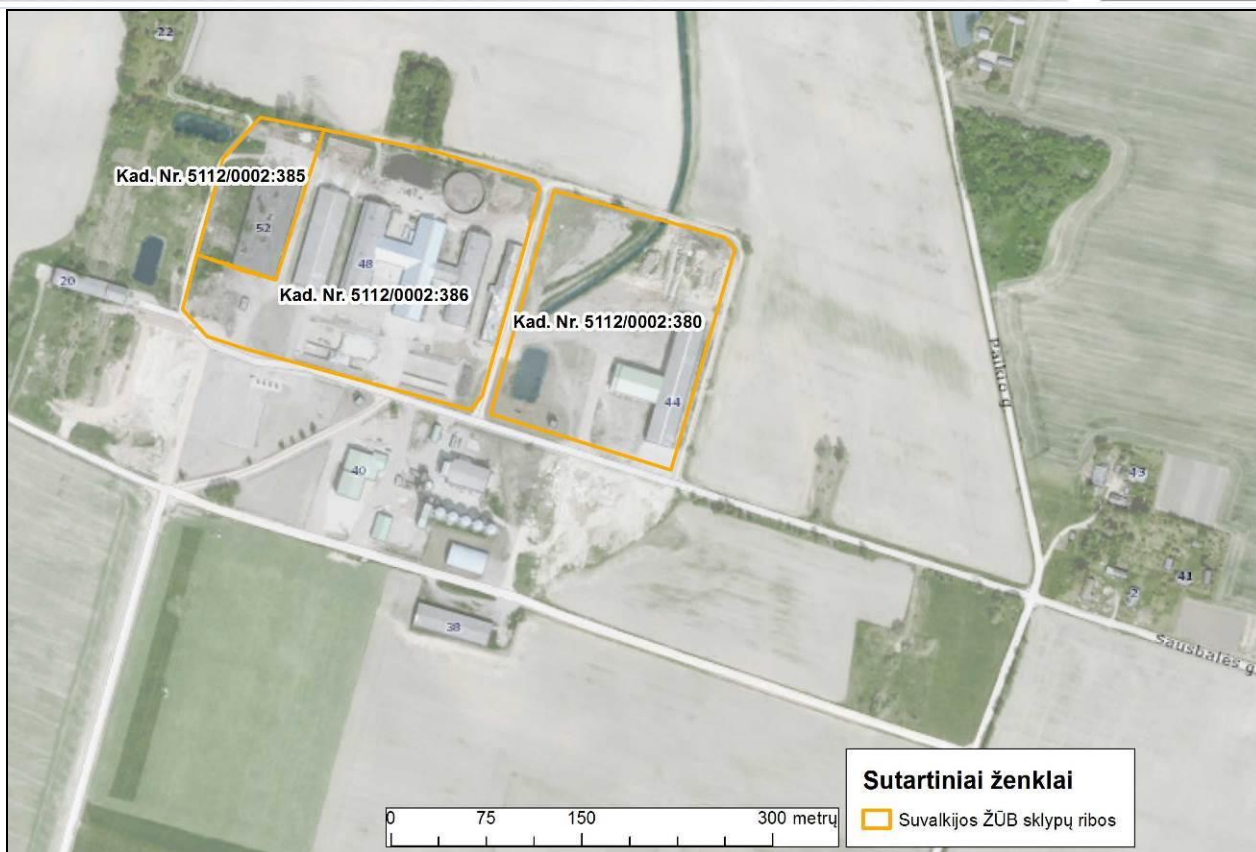 22
Kad. Nr. 5112/0002:385
52
20
48
Kad. Nr. 5112/0002:386
Kad. Nr. 5112/0002:380
44
40
38
43
41
2
Sausbalės g.
Sutartiniai ženklai
Suvalkijos ŽŪB sklypų ribos
0 75 150 300 metrų